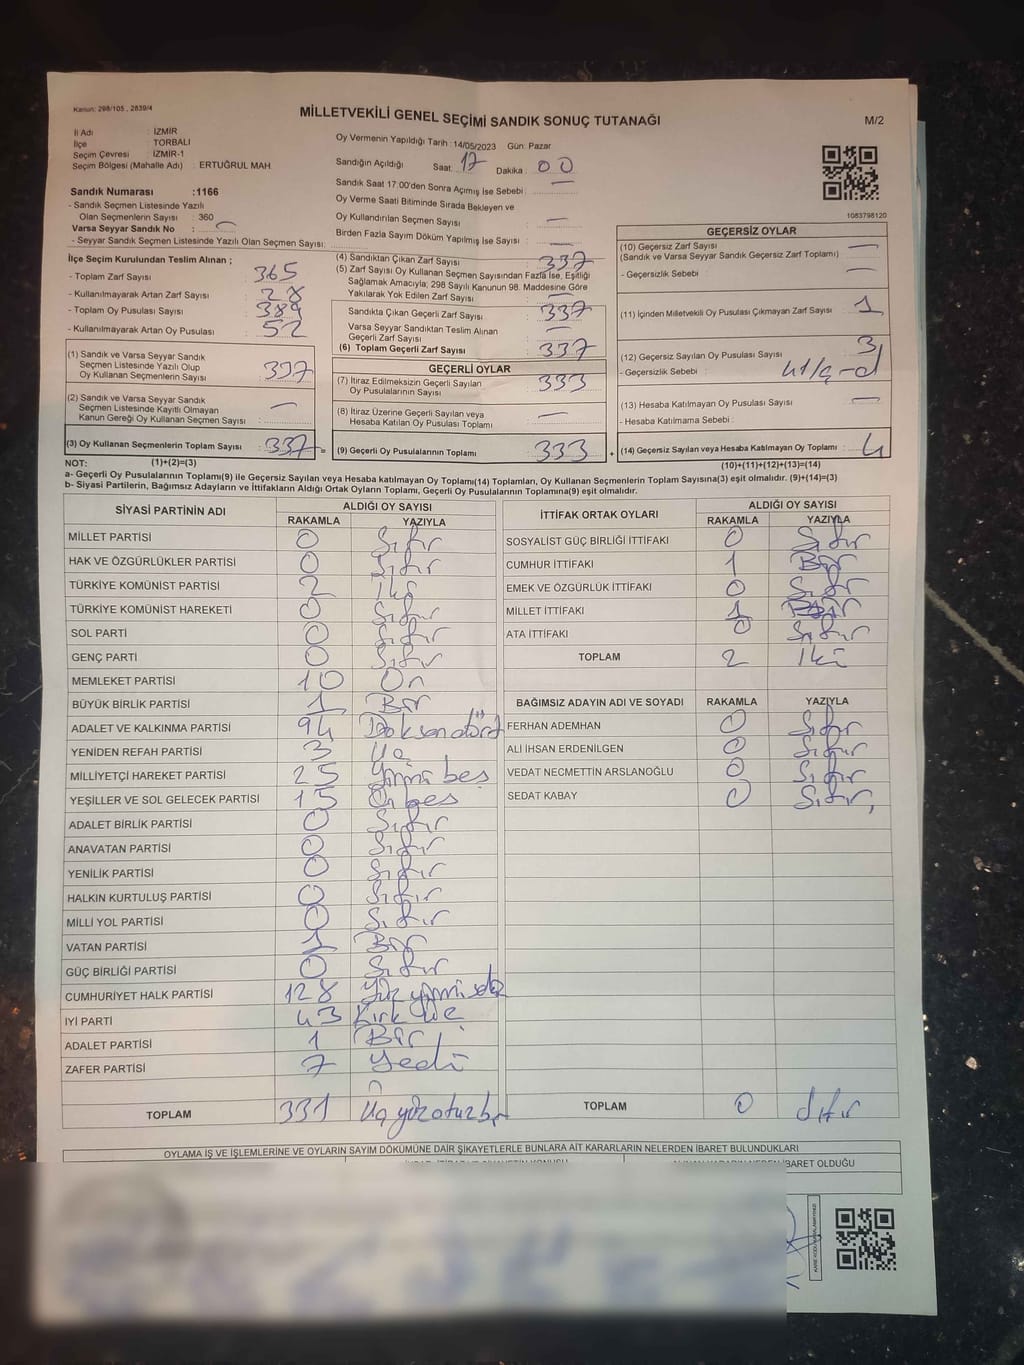 Kanun: 298/105 , 2839/4
MİLLETVEKİLİ GENEL SEÇİMİ SANDIK SONUÇ TUTANAĞI
M/2
İl Adı : İZMİR
İlçe : TORBALI
Seçim Çevresi : İZMİR-1
Seçim Bölgesi (Mahalle Adı) : ERTUĞRUL MAH.
Oy Vermenin Yapıldığı Tarih : 14/05/2023 Gün: Pazar
Sandığın Açıldığı Saat: 17 Dakika : 00
Sandık Saat 17:00'den Sonra Açımış İse Sebebi : —
Oy Verme Saati Bitiminde Sırada Bekleyen ve
Oy Kullandırılan Seçmen Sayısı : —
Birden Fazla Sayım Döküm Yapılmış İse Sayısı : —
1083798120
Sandık Numarası : 1166
- Sandık Seçmen Listesinde Yazılı
Olan Seçmenlerin Sayısı : 360
Varsa Seyyar Sandık No : —
- Seyyar Sandık Seçmen Listesinde Yazılı Olan Seçmen Sayısı:
İlçe Seçim Kurulundan Teslim Alınan ;
- Toplam Zarf Sayısı : 365
- Kullanılmayarak Artan Zarf Sayısı : 28
- Toplam Oy Pusulası Sayısı : 389
- Kullanılmayarak Artan Oy Pusulası : 52
(1) Sandık ve Varsa Seyyar Sandık
Seçmen Listesinde Yazılı Olup
Oy Kullanan Seçmenlerin Sayısı : 337
(2) Sandık ve Varsa Seyyar Sandık
Seçmen Listesinde Kayıtlı Olmayan
Kanun Gereği Oy Kullanan Seçmen Sayısı : —
(3) Oy Kullanan Seçmenlerin Toplam Sayısı : 337 =
(4) Sandıktan Çıkan Zarf Sayısı : 337
(5) Zarf Sayısı Oy Kullanan Seçmen Sayısından Fazla İse, Eşitliği
Sağlamak Amacıyla; 298 Sayılı Kanunun 98. Maddesine Göre
Yakılarak Yok Edilen Zarf Sayısı : —
Sandıkta Çıkan Geçerli Zarf Sayısı : 337
Varsa Seyyar Sandıktan Teslim Alınan
Geçerli Zarf Sayısı : —
(6) Toplam Geçerli Zarf Sayısı : 337
GEÇERLİ OYLAR
(7) İtiraz Edilmeksizin Geçerli Sayılan
Oy Pusulalarının Sayısı : 333
(8) İtiraz Üzerine Geçerli Sayılan veya
Hesaba Katılan Oy Pusulası Toplamı : —
(9) Geçerli Oy Pusulalarının Toplamı : 333 +
GEÇERSİZ OYLAR
(10) Geçersiz Zarf Sayısı : —
(Sandık ve Varsa Seyyar Sandık Geçersiz Zarf Toplamı)
- Geçersizlik Sebebi : —
(11) İçinden Milletvekili Oy Pusulası Çıkmayan Zarf Sayısı : 1
(12) Geçersiz Sayılan Oy Pusulası Sayısı : 3
- Geçersizlik Sebebi :
(13) Hesaba Katılmayan Oy Pusulası Sayısı : —
- Hesaba Katılmama Sebebi :
(14) Geçersiz Sayılan veya Hesaba Katılmayan Oy Toplamı : 4
NOT: (1)+(2)=(3)
(10)+(11)+(12)+(13)=(14)
a- Geçerli Oy Pusulalarının Toplamı(9) ile Geçersiz Sayılan veya Hesaba katılmayan Oy Toplamı(14) Toplamları, Oy Kullanan Seçmenlerin Toplam Sayısına(3) eşit olmalıdır. (9)+(14)=(3)
b- Siyasi Partilerin, Bağımsız Adayların ve İttifakların Aldığı Ortak Oyların Toplamı, Geçerli Oy Pusulalarının Toplamına(9) eşit olmalıdır.
SİYASİ PARTİNİN ADI ALDIĞI OY SAYISI
RAKAMLA YAZIYLA
MİLLET PARTİSİ 0 Sıfır
HAK VE ÖZGÜRLÜKLER PARTİSİ 0 Sıfır
TÜRKİYE KOMÜNİST PARTİSİ 2 İki
TÜRKİYE KOMÜNİST HAREKETİ 0 Sıfır
SOL PARTİ 0 Sıfır
GENÇ PARTİ 0 Sıfır
MEMLEKET PARTİSİ 10 On
BÜYÜK BİRLİK PARTİSİ 1 Bir
ADALET VE KALKINMA PARTİSİ 94 Doksandört
YENİDEN REFAH PARTİSİ 3 Üç
MİLLİYETÇİ HAREKET PARTİSİ 25 Yirmi beş
YEŞİLLER VE SOL GELECEK PARTİSİ 15 On beş
ADALET BİRLİK PARTİSİ 0 Sıfır
ANAVATAN PARTİSİ 0 Sıfır
YENİLİK PARTİSİ 0 Sıfır
HALKIN KURTULUŞ PARTİSİ 0 Sıfır
MİLLİ YOL PARTİSİ 0 Sıfır
VATAN PARTİSİ 1 Bir
GÜÇ BİRLİĞİ PARTİSİ 0 Sıfır
CUMHURİYET HALK PARTİSİ 128 Yüz yirmi sekiz
İYİ PARTİ 43 Kırk üç
ADALET PARTİSİ 1 Bir
ZAFER PARTİSİ 7 Yedi
TOPLAM 331 Üç yüz otuz bir
İTTİFAK ORTAK OYLARI ALDIĞI OY SAYISI
RAKAMLA YAZIYLA
SOSYALİST GÜÇ BİRLİĞİ İTTİFAKI 0 Sıfır
CUMHUR İTTİFAKI 1 Bir
EMEK VE ÖZGÜRLÜK İTTİFAKI 0 Sıfır
MİLLET İTTİFAKI 1 Bir
ATA İTTİFAKI 0 Sıfır
TOPLAM 2 İki
BAĞIMSIZ ADAYIN ADI VE SOYADI RAKAMLA YAZIYLA
FERHAN ADEMHAN 0 Sıfır
ALİ İHSAN ERDENİLGEN 0 Sıfır
VEDAT NECMETTİN ARSLANOĞLU 0 Sıfır
SEDAT KABAY 0 Sıfır
TOPLAM 0 Sıfır
OYLAMA İŞ VE İŞLEMLERİNE VE OYLARIN SAYIM DÖKÜMÜNE DAİR ŞİKAYETLERLE BUNLARA AİT KARARLARIN NELERDEN İBARET BULUNDUKLARI
İBARET OLDUĞU